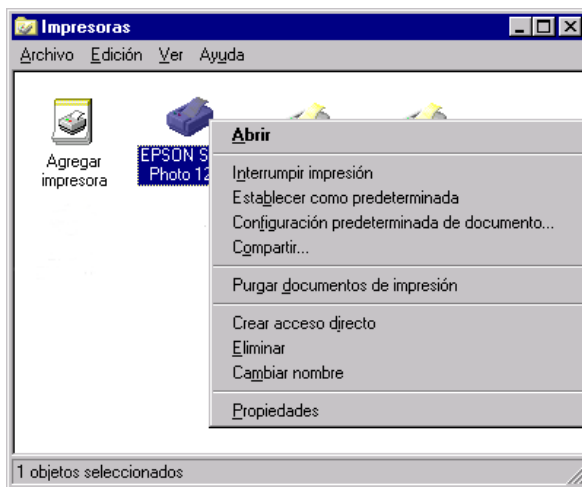 Impresoras
Archivo Edición Ver Ayuda
Agregar
impresora
EPSON S
Photo 12
Abrir
Interrumpir impresión
Establecer como predeterminada
Configuración predeterminada de documento...
Compartir...
Purgar documentos de impresión
Crear acceso directo
Eliminar
Cambiar nombre
Propiedades
1 objetos seleccionados